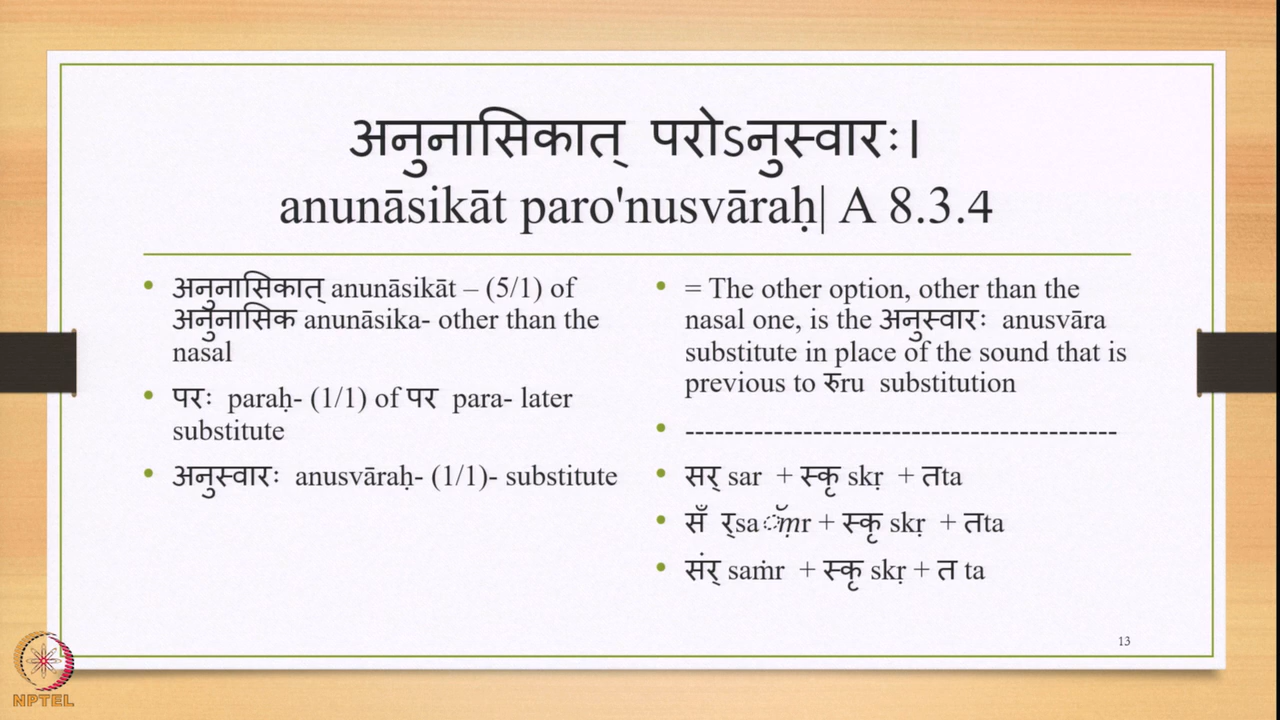 अनुनासिकात् परोऽनुस्वारः।
anunāsikāt paro'nusvāraḥ| A 8.3.4
• अनुनासिकात् anunāsikāt – (5/1) of
अनुनासिक anunāsika- other than the
nasal
• परः paraḥ- (1/1) of पर para- later
substitute
• अनुस्वारः anusvāraḥ- (1/1)- substitute
• = The other option, other than the
nasal one, is the अनुस्वारः anusvāra
substitute in place of the sound that is
previous to रुru substitution
• -------------------------------------------
• सर् sar + स्कृ skṛ + तta
• सँ र्saँṃr + स्कृ skṛ + तta
• संर् saṁr + स्कृ skṛ + त ta
13
NPTEL